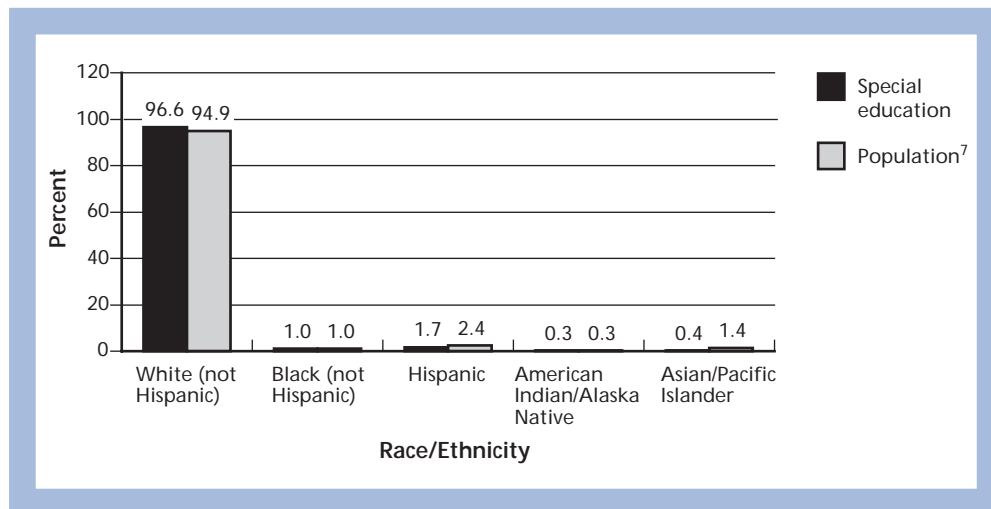 120
100
80
60
40
20
0
Percent
96.6 94.9
1.0 1.0
1.7 2.4
0.3 0.3
0.4 1.4
White (not
Hispanic)
Black (not
Hispanic)
Hispanic
American
Indian/Alaska
Native
Asian/Pacific
Islander
Race/Ethnicity
Special
education
Population⁷